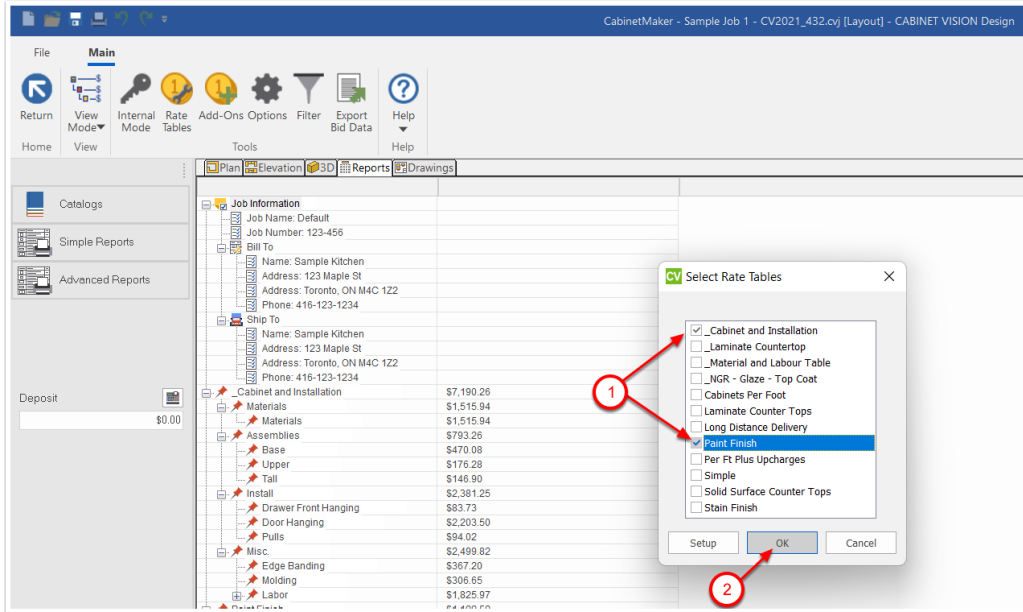 CabinetMaker - Sample Job 1 - CV2021_432.cvj [Layout] - CABINET VISION Design
File Main
Return
View Mode
Internal Mode
Rate Tables
Add-Ons
Options
Filter
Export Bid Data
Help
Home View Tools Help
Plan Elevation 3D Reports Drawings
Catalogs
Simple Reports
Advanced Reports
Deposit
$0.00
Job Information
Job Name: Default
Job Number: 123-456
Bill To
Name: Sample Kitchen
Address: 123 Maple St
Address: Toronto, ON M4C 1Z2
Phone: 416-123-1234
Ship To
Name: Sample Kitchen
Address: 123 Maple St
Address: Toronto, ON M4C 1Z2
Phone: 416-123-1234
_Cabinet and Installation $7,190.26
Materials $1,515.94
Materials $1,515.94
Assemblies $793.26
Base $470.08
Upper $176.28
Tall $146.90
Install $2,381.25
Drawer Front Hanging $83.73
Door Hanging $2,203.50
Pulls $94.02
Misc. $2,499.82
Edge Banding $367.20
Molding $306.65
Labor $1,825.97
Paint Finish
CV Select Rate Tables
_Cabinet and Installation
_Laminate Countertop
_Material and Labour Table
_NGR - Glaze - Top Coat
Cabinets Per Foot
Laminate Counter Tops
Long Distance Delivery
Paint Finish
Per Ft Plus Upcharges
Simple
Solid Surface Counter Tops
Stain Finish
Setup OK Cancel
1
2